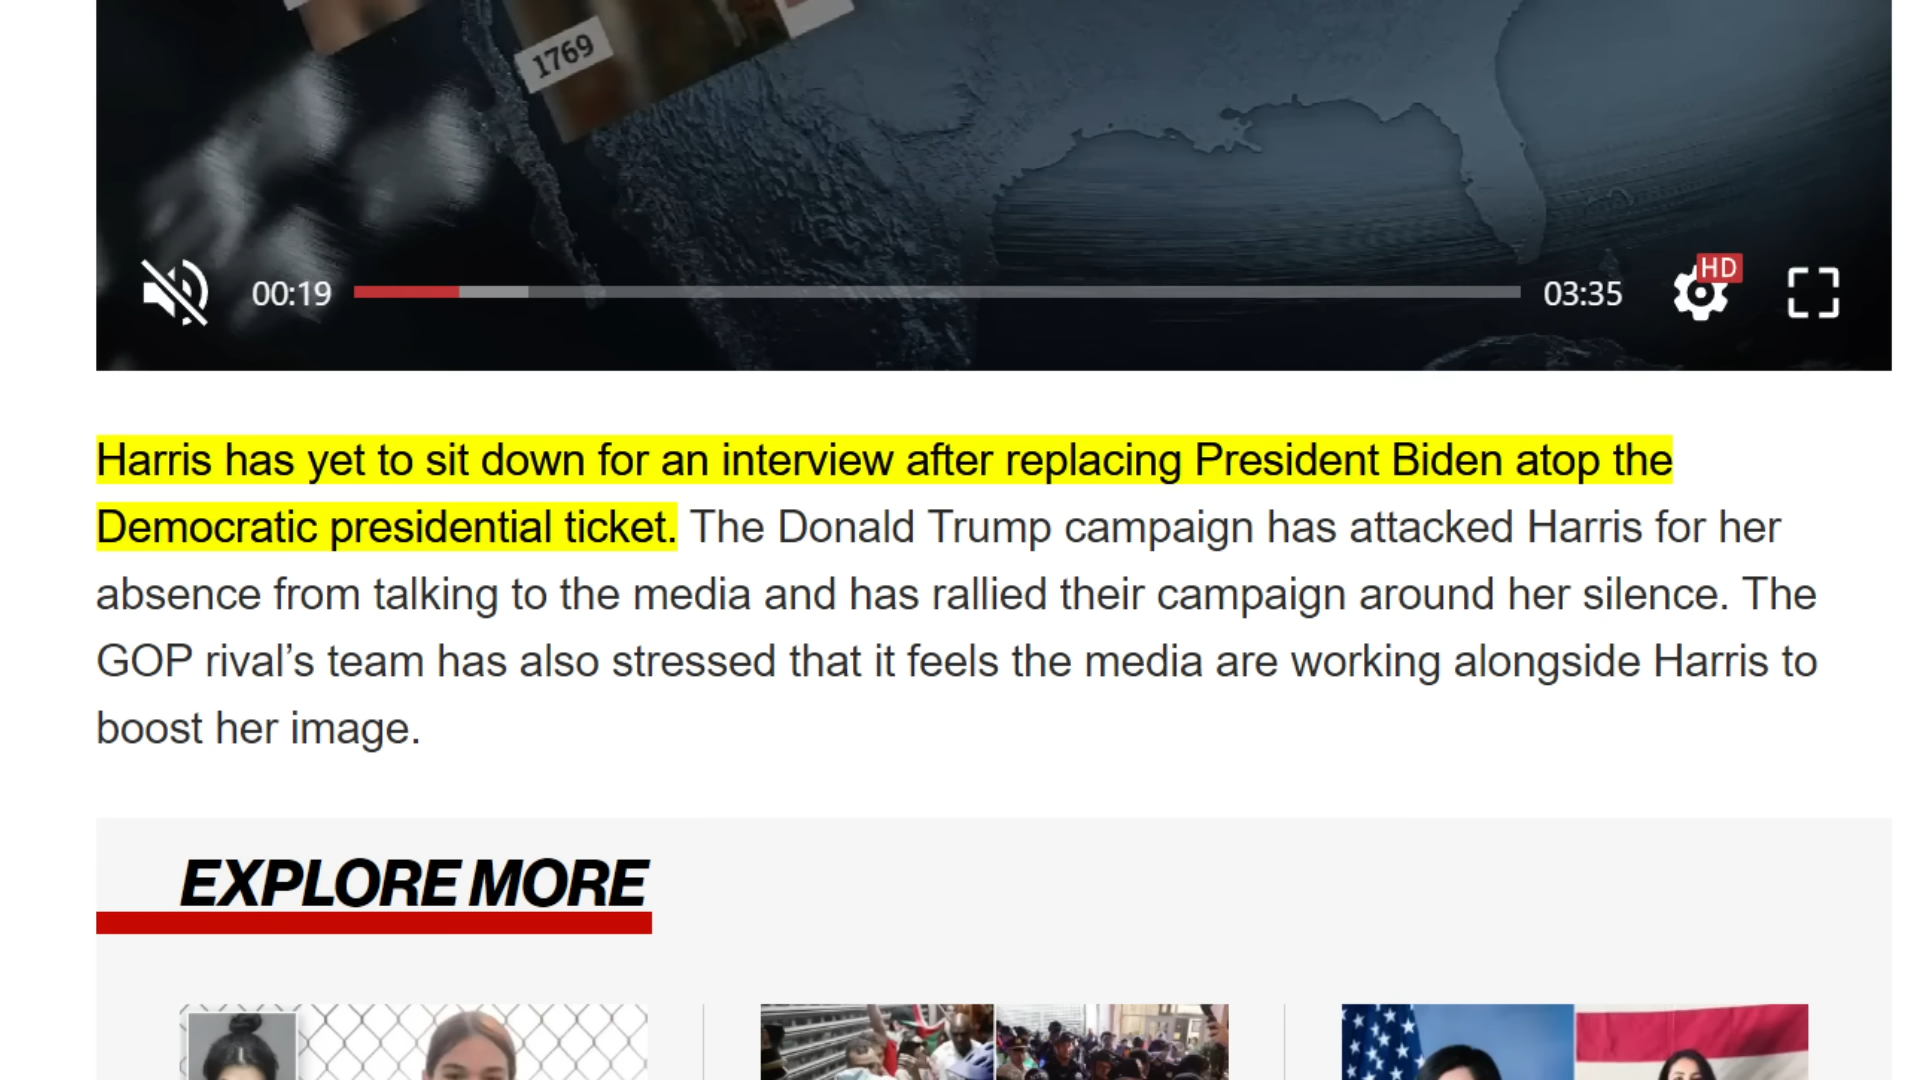 1769
00:19
03:35
HD
Harris has yet to sit down for an interview after replacing President Biden atop the
Democratic presidential ticket. The Donald Trump campaign has attacked Harris for her
absence from talking to the media and has rallied their campaign around her silence. The
GOP rival’s team has also stressed that it feels the media are working alongside Harris to
boost her image.
EXPLORE MORE